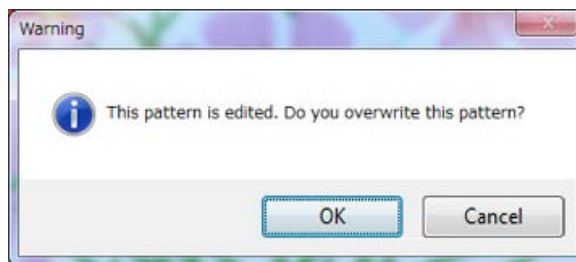 Warning
This pattern is edited. Do you overwrite this pattern?
OK
Cancel